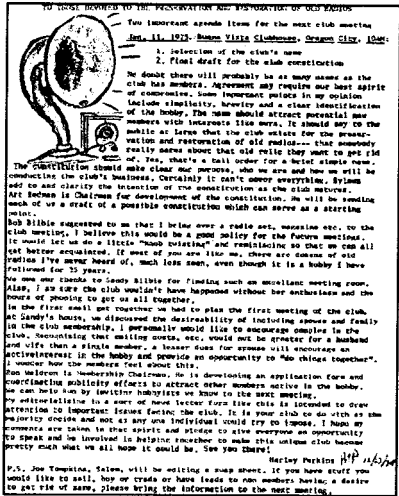 TO THOSE DEVOTED TO THE PRESERVATION AND RESTORATION OF OLD RADIOS
Two important agenda items for the next club meeting
Jan. 11, 1975, Buena Vista Clubhouse, Oregon City, 10AM:
1. Selection of the club's name
2. Final draft for the club constitution
No doubt there will probably be as many names as the
club has members. Agreement may require our best spirit
of compromise. Some important points in my opinion
include simplicity, brevity and a clear identification
of the hobby. The name should attract potential new
members with interests like ours. It should say to the
public at large that the club exists for the preser-
vation and restoration of old radios--- that somebody
really cares about that old relic they want to get rid
of. Yes, that's a tall order for a brief simple name.
The constitution should make clear our purpose, who we are and how we will be
conducting the club's business. Certainly it can't cover everything, bylaws
add to and clarify the intention of the constitution as the club matures.
Art Redman is Chairman for development of the constitution. He will be sending
each of us a draft of a possible constitution which can serve as a starting
point.
Bob Bilbie suggested to me that I bring over a radio set, magazine etc. to the
club meeting, I believe this would be a good policy for the future meetings.
It would let us do a little "knob twisting" and reminiscing so that we can all
get better acquainted. If most of you are like me, there are dozens of old
radios I've never heard of, much less seen, even though it is a hobby I have
followed for 35 years.
We owe our thanks to Sandy Bilbie for finding such an excellent meeting room.
Also, I am sure the club wouldn't have happened without her enthusiasm and the
hours of phoning to get us all together.
In the first small get together we had to plan the first meeting of the club,
at Sandy's house, we discussed the desireability of including spouse and family
in the club membership. I personally would like to encourage couples in the
club. Recognizing that mailing costs, etc. would not be greater for a husband
and wife than a single member, a lesser dues for spouse will encourage an
active interest in the hobby and provide an opportunity to "do things together".
I wonder how the members feel about this.
Ron Waldron is Membership Chairman. He is developing an application form and
coordinating publicity efforts to attract other members active in the hobby.
We can help Ron by inviting hobbyists we know to the next meeting.
My editorializing in a sort of news letter form like this is intended to draw
attention to important issues facing the club. It is your club to do with as the
majority decide and not as any one individual would try to impose. I hope my
comments are taken in that spirit and pledge to give everyone an opportunity
to speak and be involved in helping together to make this unique club become
pretty much what we all hope it could be. See you there!
Harley Perkins
P.S. Joe Tompkins, Salem, will be editing a swap sheet. If you have stuff you
would like to sell, buy or trade or have leads to non members having a desire
to get rid of same, please bring the information to the next meeting.